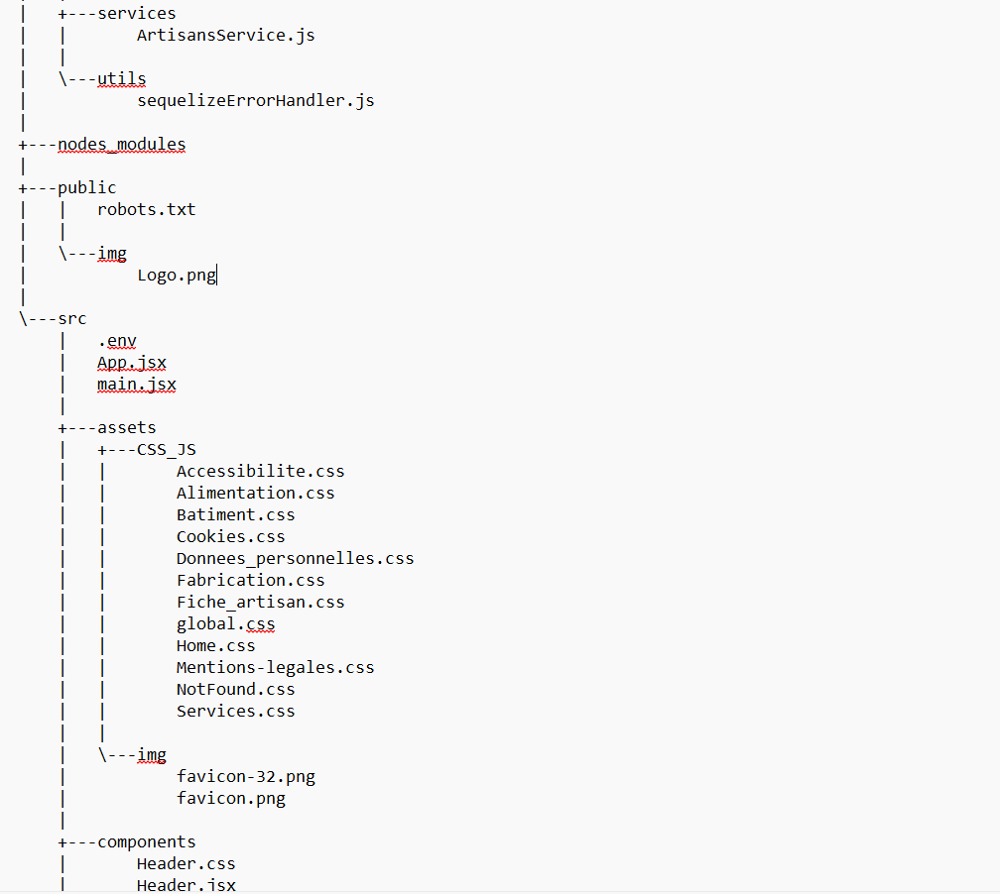 |   +---services
|   |       ArtisansService.js
|   |
|   \---utils
|           sequelizeErrorHandler.js
|
+---nodes_modules
|
+---public
|   |   robots.txt
|   |
|   \---img
|           Logo.png
|
\---src
    |   .env
    |   App.jsx
    |   main.jsx
    |
    +---assets
    |   +---CSS_JS
    |   |       Accessibilite.css
    |   |       Alimentation.css
    |   |       Batiment.css
    |   |       Cookies.css
    |   |       Donnees_personnelles.css
    |   |       Fabrication.css
    |   |       Fiche_artisan.css
    |   |       global.css
    |   |       Home.css
    |   |       Mentions-legales.css
    |   |       NotFound.css
    |   |       Services.css
    |   |
    |   \---img
    |           favicon-32.png
    |           favicon.png
    |
    +---components
    |       Header.css
    |       Header.jsx